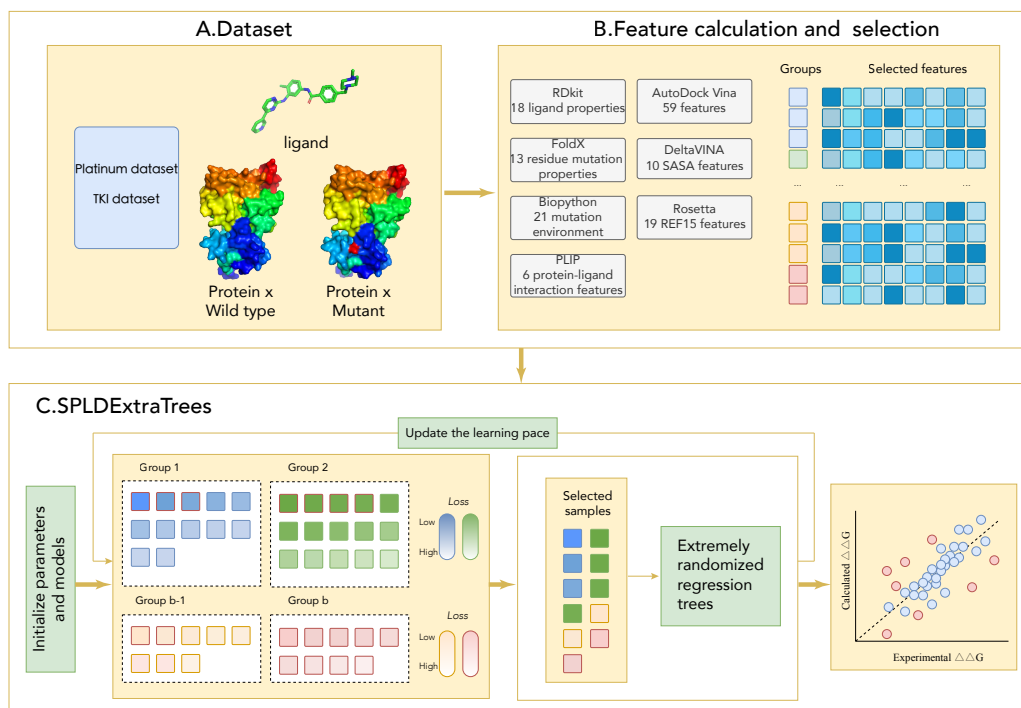 A.Dataset
Platinum dataset
TKI dataset
ligand
Protein x
Wild type
Protein x
Mutant
B.Feature calculation and selection
RDkit
18 ligand properties
FoldX
13 residue mutation
properties
Biopython
21 mutation
environment
PLIP
6 protein-ligand
interaction features
AutoDock Vina
59 features
DeltaVINA
10 SASA features
Rosetta
19 REF15 features
Groups
Selected features
... ... ... ...
C.SPLDExtraTrees
Update the learning pace
Initialize parameters
and models
Group 1
Group 2
Loss
Low
High
Group b-1
Group b
Loss
Low
High
Selected
samples
Extremely
randomized
regression
trees
Calculated △△G
Experimental △△G